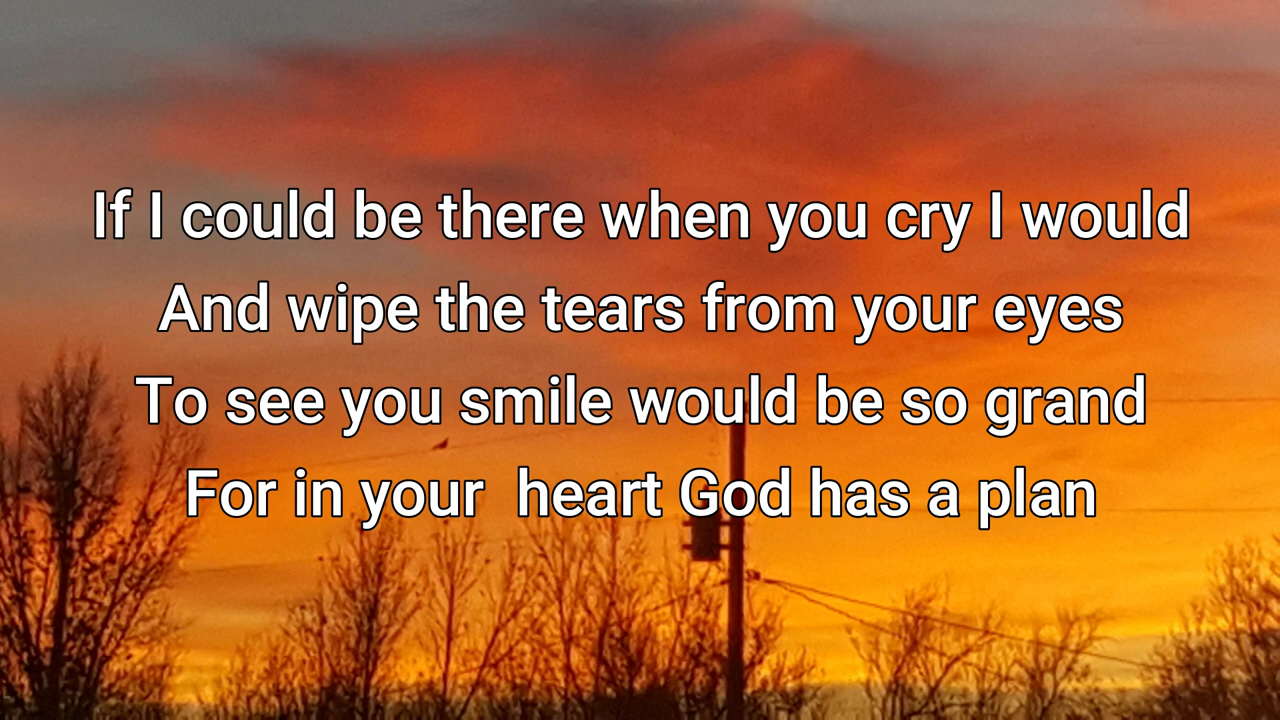 If I could be there when you cry I would
And wipe the tears from your eyes
To see you smile would be so grand
For in your  heart God has a plan